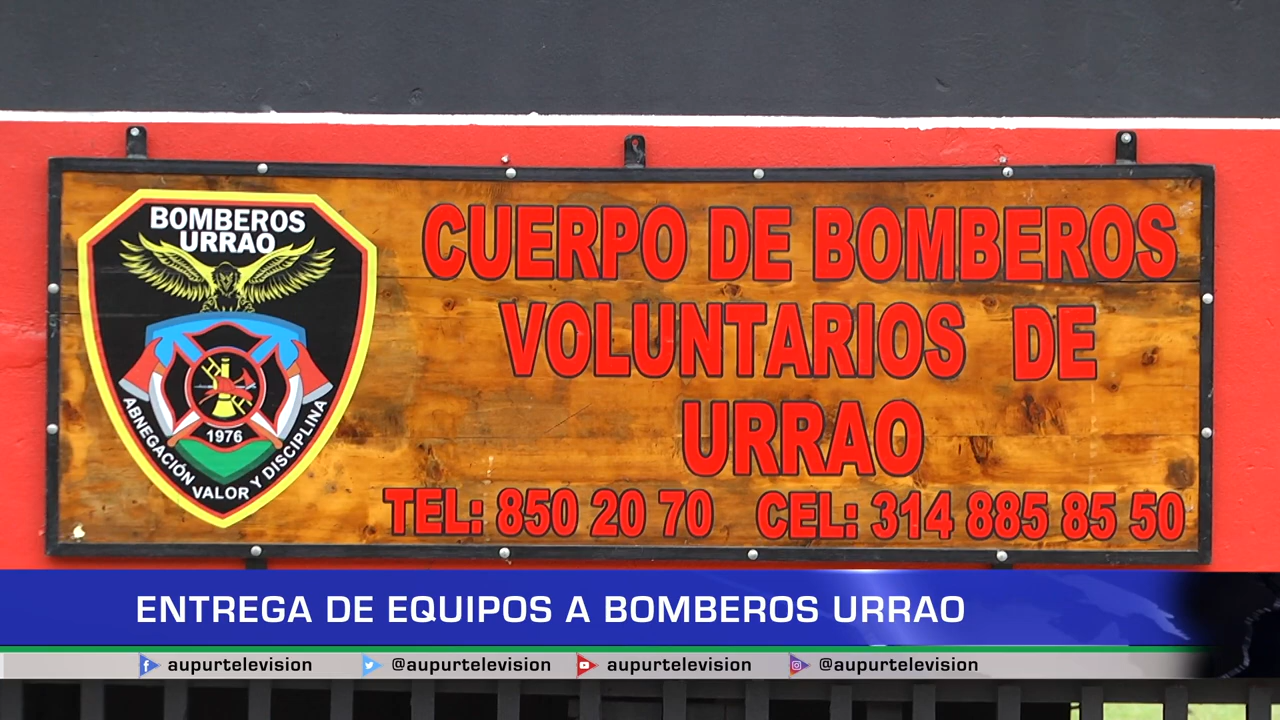 BOMBEROS
URRAO
1976
ABNEGACIÓN VALOR Y DISCIPLINA
CUERPO DE BOMBEROS
VOLUNTARIOS DE
URRAO
TEL: 850 20 70 CEL: 314 885 85 50
ENTREGA DE EQUIPOS A BOMBEROS URRAO
aupurtelevision @aupurtelevision aupurtelevision @aupurtelevision